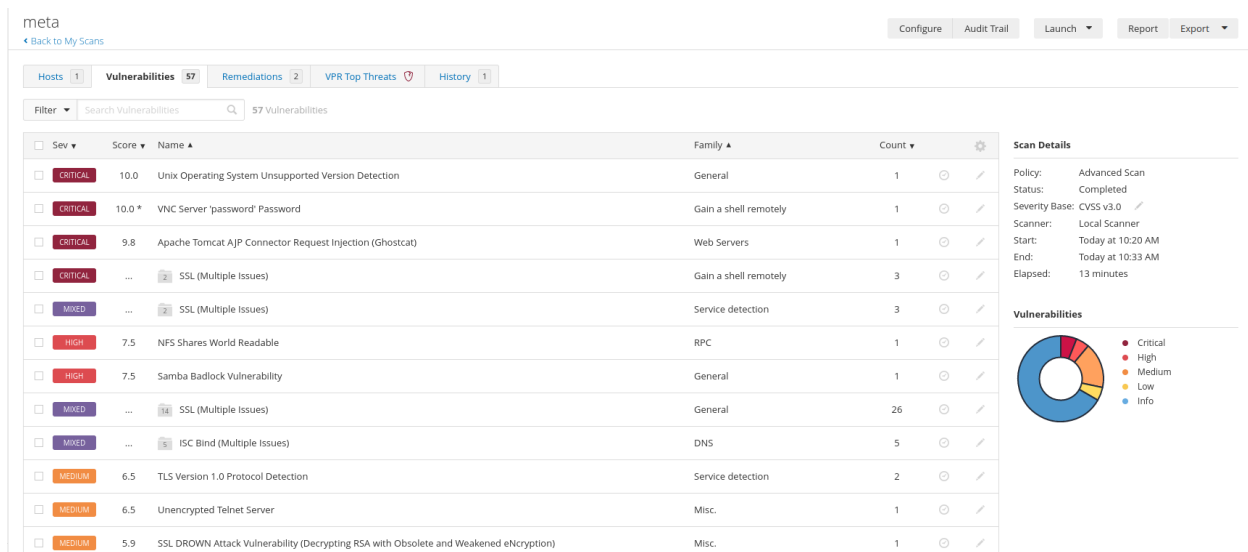 meta
Back to My Scans
Configure Audit Trail Launch Report Export
Hosts 1 Vulnerabilities 57 Remediations 2 VPR Top Threats History 1
Filter Search Vulnerabilities 57 Vulnerabilities
Sev Score Name Family Count
CRITICAL 10.0 Unix Operating System Unsupported Version Detection General 1
CRITICAL 10.0 * VNC Server 'password' Password Gain a shell remotely 1
CRITICAL 9.8 Apache Tomcat AJP Connector Request Injection (Ghostcat) Web Servers 1
CRITICAL ... 2 SSL (Multiple Issues) Gain a shell remotely 3
MIXED ... 2 SSL (Multiple Issues) Service detection 3
HIGH 7.5 NFS Shares World Readable RPC 1
HIGH 7.5 Samba Badlock Vulnerability General 1
MIXED ... 14 SSL (Multiple Issues) General 26
MIXED ... 5 ISC Bind (Multiple Issues) DNS 5
MEDIUM 6.5 TLS Version 1.0 Protocol Detection Service detection 2
MEDIUM 6.5 Unencrypted Telnet Server Misc. 1
MEDIUM 5.9 SSL DROWN Attack Vulnerability (Decrypting RSA with Obsolete and Weakened eNcryption) Misc. 1
Scan Details
Policy: Advanced Scan
Status: Completed
Severity Base: CVSS v3.0
Scanner: Local Scanner
Start: Today at 10:20 AM
End: Today at 10:33 AM
Elapsed: 13 minutes
Vulnerabilities
Critical
High
Medium
Low
Info